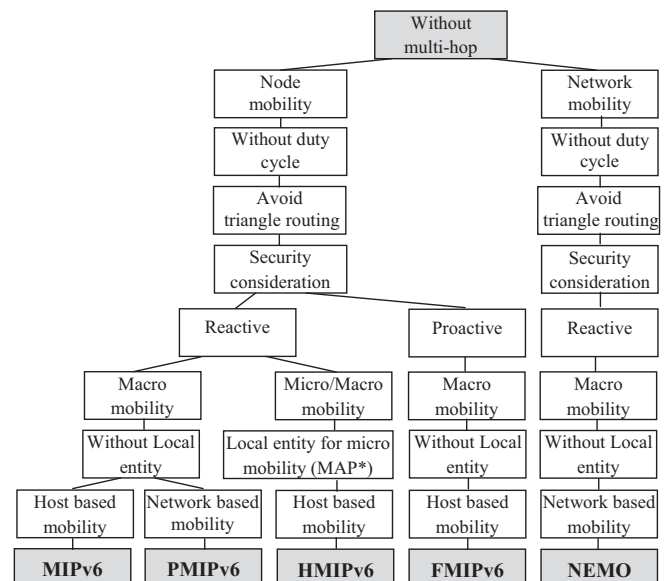 Without
multi-hop
Node
mobility
Network
mobility
Without duty
cycle
Without duty
cycle
Avoid
triangle routing
Avoid
triangle routing
Security
consideration
Security
consideration
Reactive
Proactive
Reactive
Macro
mobility
Micro/Macro
mobility
Macro
mobility
Macro
mobility
Without Local
entity
Local entity for micro
mobility (MAP*)
Without Local
entity
Without Local
entity
Host based
mobility
Network based
mobility
Host based
mobility
Host based
mobility
Network based
mobility
MIPv6
PMIPv6
HMIPv6
FMIPv6
NEMO